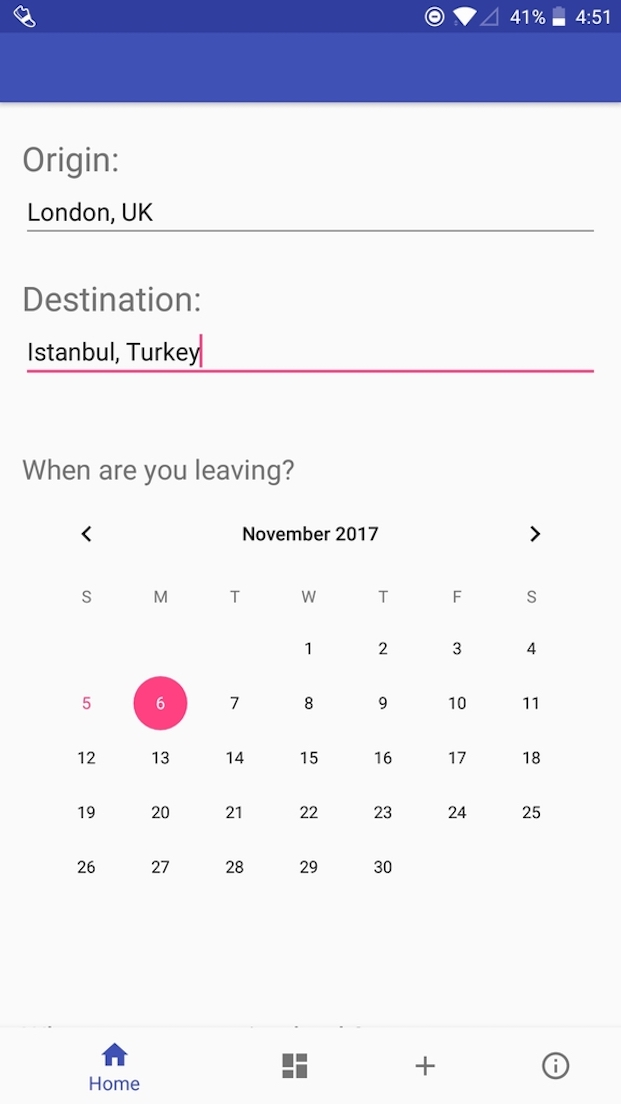 41% 4:51
Origin:
London, UK
Destination:
Istanbul, Turkey
When are you leaving?
November 2017
S M T W T F S
1 2 3 4
5 6 7 8 9 10 11
12 13 14 15 16 17 18
19 20 21 22 23 24 25
26 27 28 29 30
Home